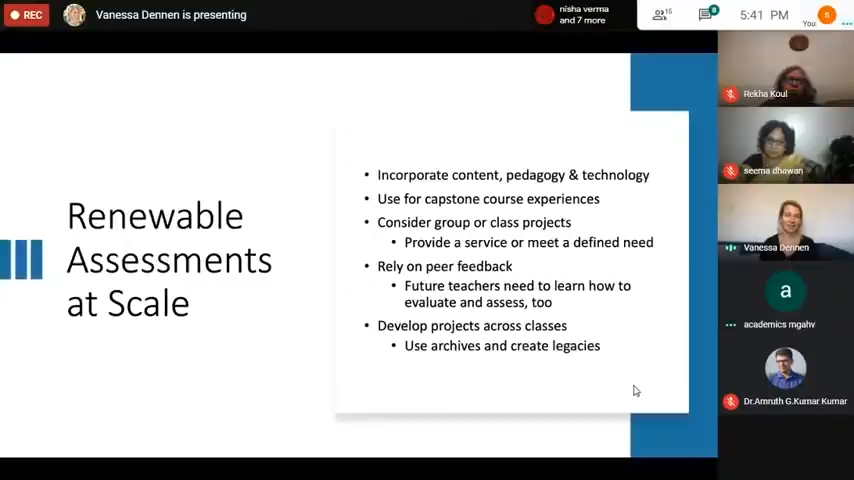 REC
Vanessa Dennen is presenting
nisha verma
and 7 more
15
8
5:41 PM
You
S
Renewable
Assessments
at Scale
• Incorporate content, pedagogy & technology
• Use for capstone course experiences
• Consider group or class projects
• Provide a service or meet a defined need
• Rely on peer feedback
• Future teachers need to learn how to
evaluate and assess, too
• Develop projects across classes
• Use archives and create legacies
Rekha Koul
seema dhawan
Vanessa Dennen
a
academics mgahv
Dr.Amruth G.Kumar Kumar